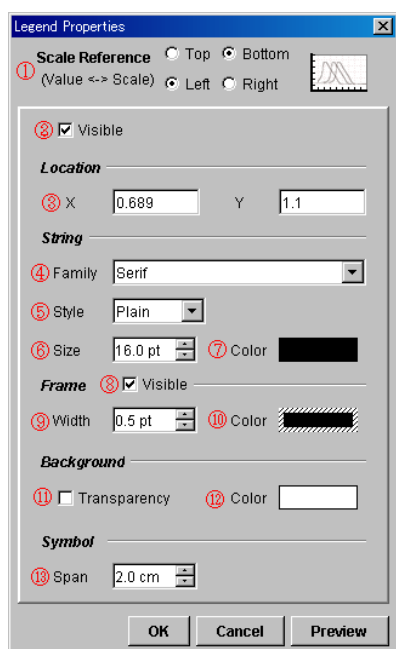 Legend Properties
Scale Reference Top Bottom
① (Value <-> Scale) Left Right
② Visible
Location
③ X 0.689 Y 1.1
String
④ Family Serif
⑤ Style Plain
⑥ Size 16.0 pt ⑦ Color
Frame ⑧ Visible
⑨ Width 0.5 pt ⑩ Color
Background
⑪ Transparency ⑫ Color
Symbol
⑬ Span 2.0 cm
OK Cancel Preview